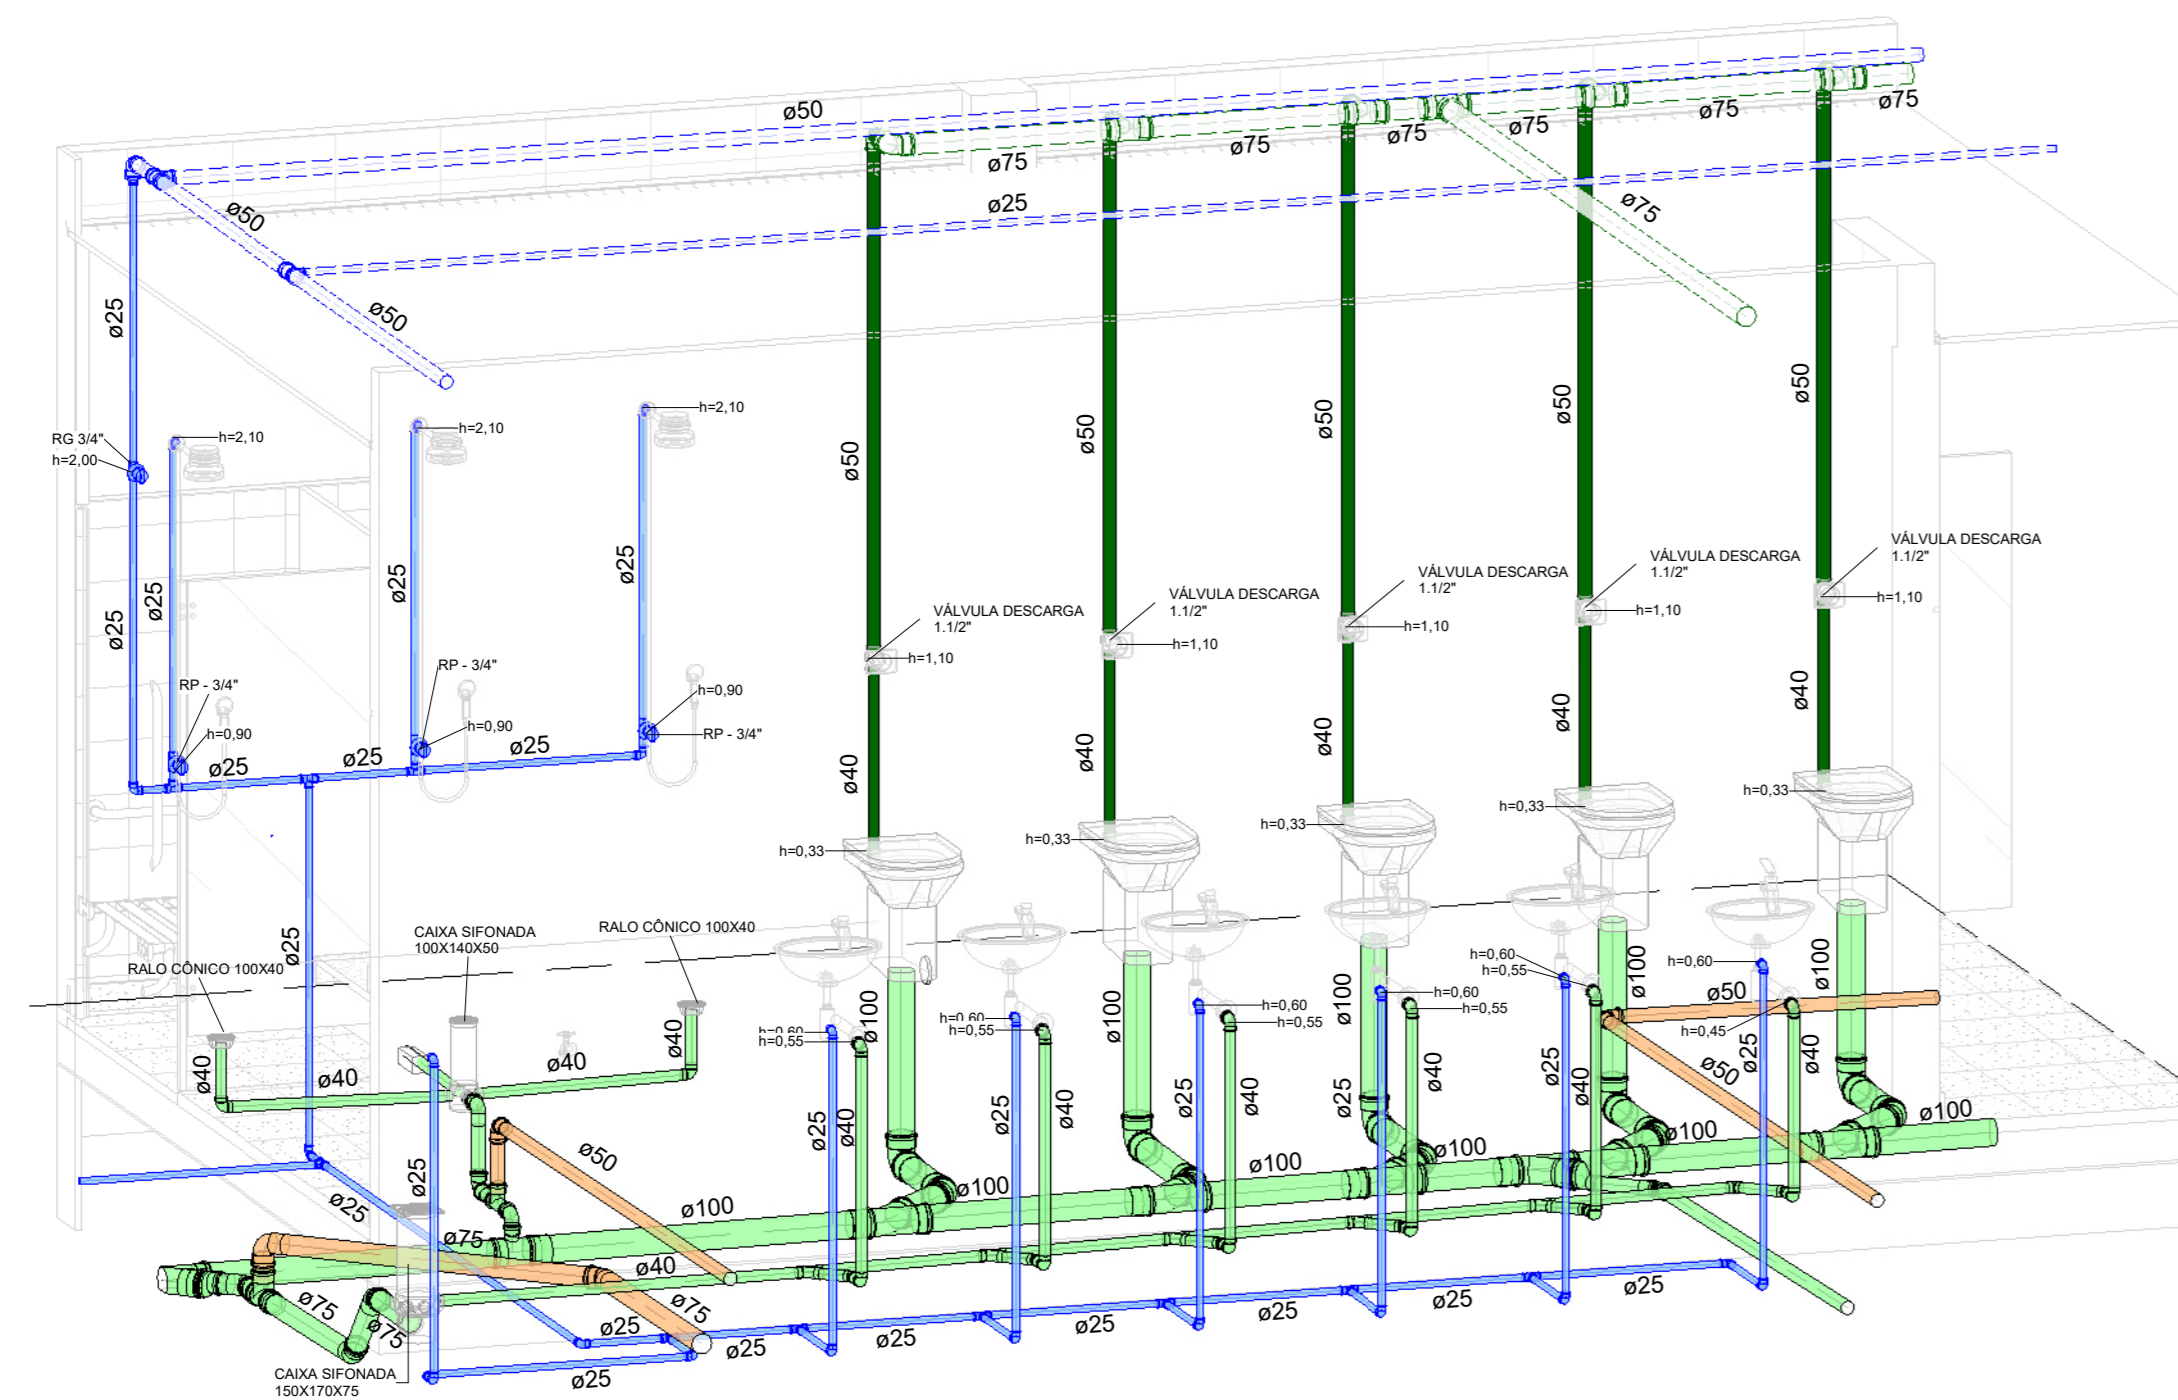 ø50
ø75
ø75
ø75
ø75
ø75
ø75
ø50
ø25
ø75
ø25
ø50
h=2,10
h=2,10
h=2,10
RG 3/4"
h=2,00
ø50
ø50
ø50
ø50
ø50
ø25
ø25
ø25
ø25
VÁLVULA DESCARGA
1.1/2"
VÁLVULA DESCARGA
1.1/2"
VÁLVULA DESCARGA
1.1/2"
VÁLVULA DESCARGA
1.1/2"
VÁLVULA DESCARGA
1.1/2"
h=1,10
h=1,10
h=1,10
h=1,10
h=1,10
RP - 3/4"
h=0,90
RP - 3/4"
h=0,90
h=0,90
RP - 3/4"
ø25
ø25
ø25
ø40
ø40
ø40
ø40
ø40
h=0,33
h=0,33
h=0,33
h=0,33
h=0,33
ø25
CAIXA SIFONADA
100X140X50
RALO CÔNICO 100X40
RALO CÔNICO 100X40
ø40
ø40
ø40
ø40
ø100
ø100
ø100
ø100
ø100
h=0,60
h=0,55
h=0,60
h=0,55
h=0,60
h=0,55
h=0,60
h=0,55
h=0,60
h=0,55
h=0,60
h=0,45
ø50
ø50
ø25
ø40
ø25
ø40
ø25
ø40
ø25
ø40
ø25
ø40
ø25
ø40
ø25
ø50
ø25
ø100
ø100
ø100
ø100
ø100
ø100
ø75
ø40
ø75
ø75
ø75
ø25
ø25
ø25
ø25
ø25
ø25
ø25
ø25
CAIXA SIFONADA
150X170X75